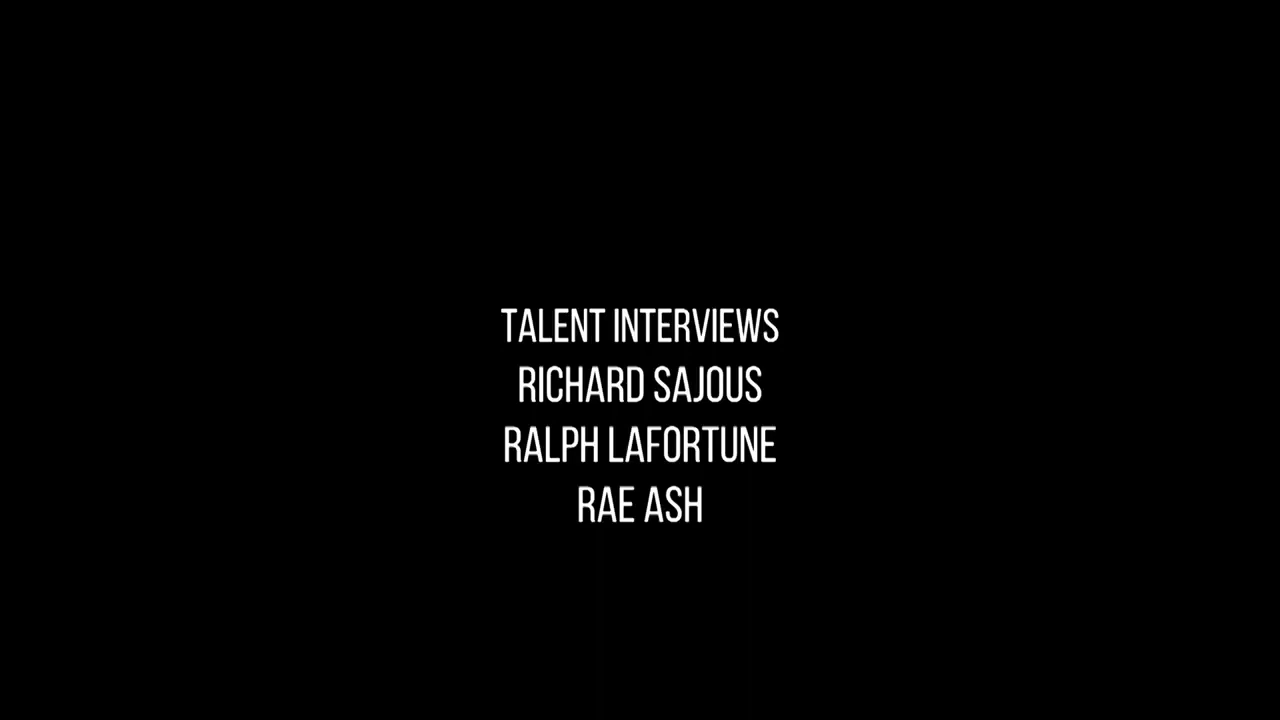 TALENT INTERVIEWS
RICHARD SAJOUS
RALPH LAFORTUNE
RAE ASH